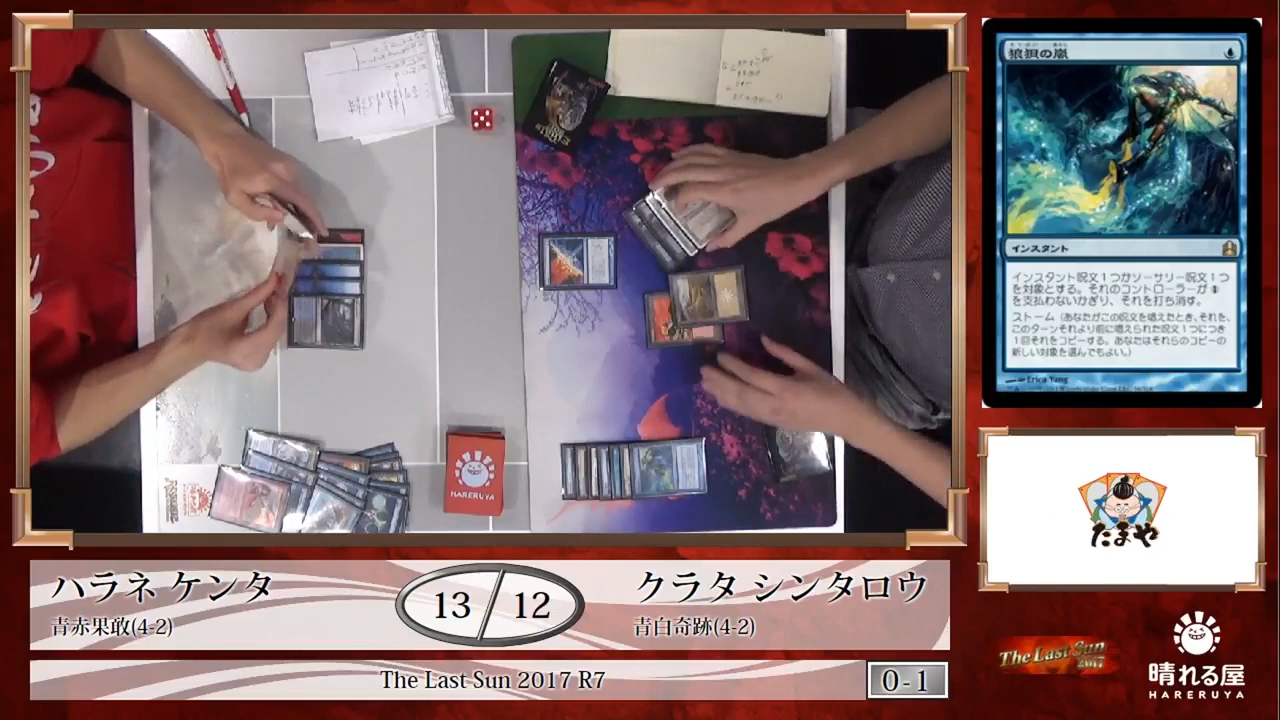 狼狽の嵐
インスタント
インスタント呪文1つかソーサリー呪文1つ
を対象とする。それのコントローラーが①
を支払わないかぎり、それを打ち消す。
ストーム(あなたがこの呪文を唱えたとき、それを、
このターンそれより前に唱えられた呪文1つにつき
1回それをコピーする。あなたはそれらのコピーの
新しい対象を選んでもよい。)
Erica Yang
HARERUYA
たまや
ハラネ ケンタ
青赤果敢(4-2)
13/12
クラタ シンタロウ
青白奇跡(4-2)
The Last Sun 2017 R7
0-1
The Last Sun
2017
晴れる屋
HARERUYA